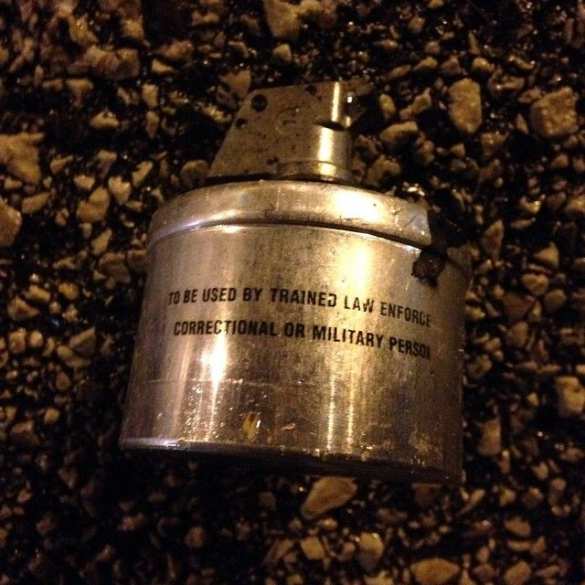 TO BE USED BY TRAINED LAW ENFORCE
CORRECTIONAL OR MILITARY PERSON